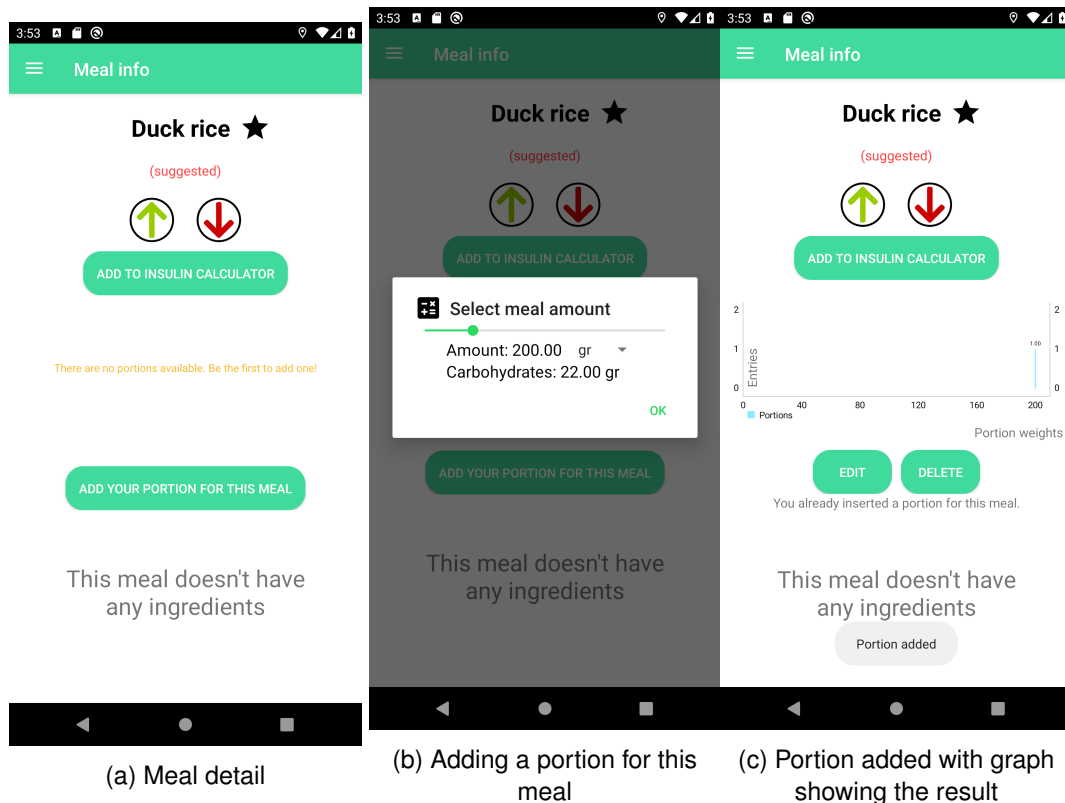 3:53
Meal info
Duck rice
(suggested)
ADD TO INSULIN CALCULATOR
There are no portions available. Be the first to add one!
ADD YOUR PORTION FOR THIS MEAL
This meal doesn't have
any ingredients
(a) Meal detail
3:53
Meal info
Duck rice
(suggested)
ADD TO INSULIN CALCULATOR
Select meal amount
Amount: 200.00 gr
Carbohydrates: 22.00 gr
OK
ADD YOUR PORTION FOR THIS MEAL
This meal doesn't have
any ingredients
(b) Adding a portion for this
meal
3:53
Meal info
Duck rice
(suggested)
ADD TO INSULIN CALCULATOR
2 2
1.00
1 1
Entries
0 0
0 40 80 120 160 200
Portions
Portion weights
EDIT DELETE
You already inserted a portion for this meal.
This meal doesn't have
any ingredients
Portion added
(c) Portion added with graph
showing the result